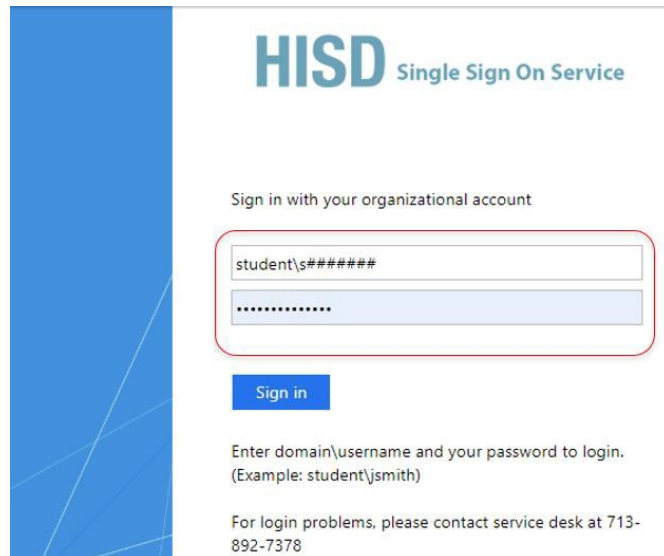 HISD Single Sign On Service
Sign in with your organizational account
student\s#######
••••••••••••••
Sign in
Enter domain\username and your password to login.
(Example: student\jsmith)
For login problems, please contact service desk at 713-
892-7378